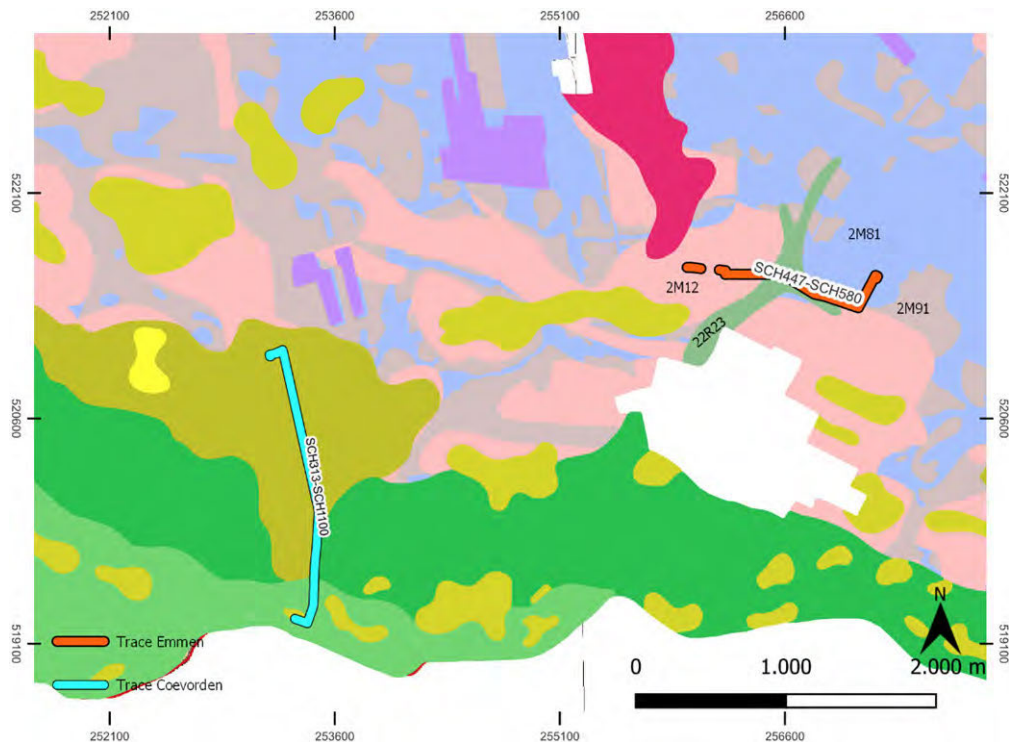 252100 253600 255100 256600
522100 522100
2M81
SCH447-SCH580
2M12
2M91
22R23
520600 520600
SCH313-SCH1100
N
519100 519100
Trace Emmen
0 1.000 2.000 m
Trace Coevorden
252100 253600 255100 256600